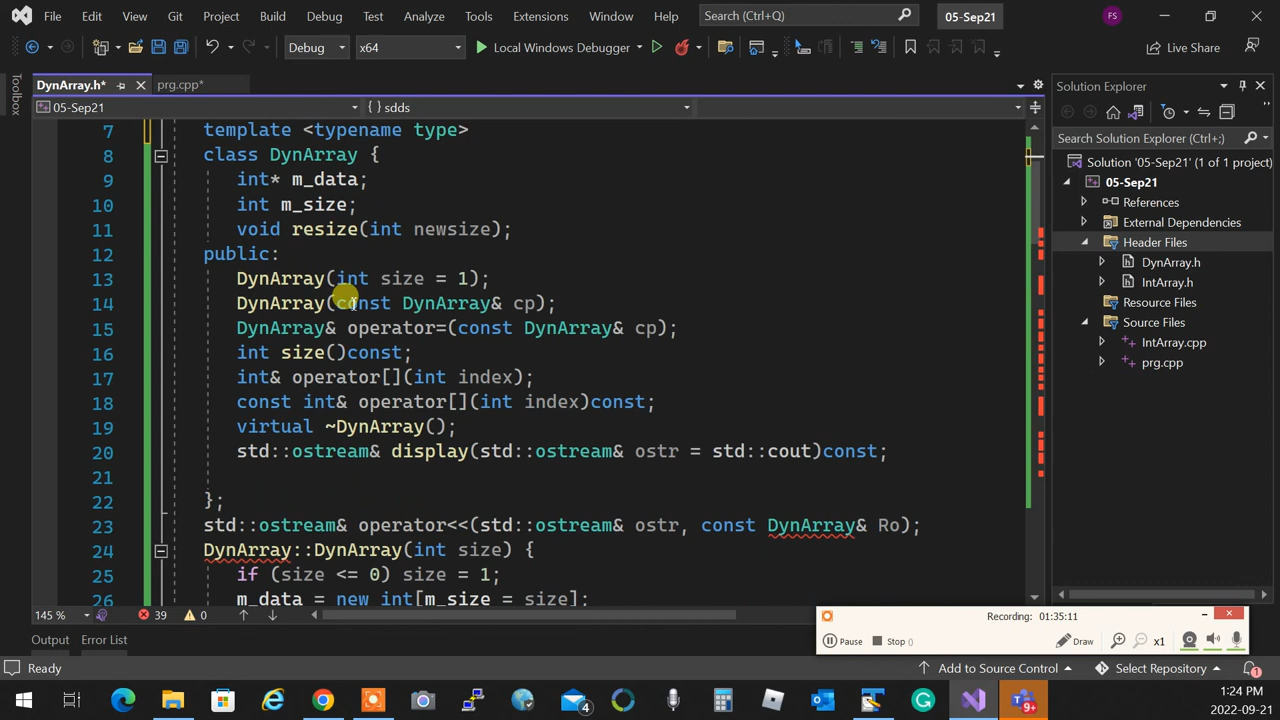 File Edit View Git Project Build Debug Test Analyze Tools Extensions Window Help Search (Ctrl+Q) 05-Sep21 FS
Debug x64 Local Windows Debugger Live Share
Toolbox
DynArray.h* prg.cpp*
05-Sep21 sdds
7 template <typename type>
8 class DynArray {
9 int* m_data;
10 int m_size;
11 void resize(int newsize);
12 public:
13 DynArray(int size = 1);
14 DynArray(const DynArray& cp);
15 DynArray& operator=(const DynArray& cp);
16 int size()const;
17 int& operator[](int index);
18 const int& operator[](int index)const;
19 virtual ~DynArray();
20 std::ostream& display(std::ostream& ostr = std::cout)const;
21
22 };
23 std::ostream& operator<<(std::ostream& ostr, const DynArray& Ro);
24 DynArray::DynArray(int size) {
25 if (size <= 0) size = 1;
26 m_data = new int[m_size = size];
145 % 39 0
Solution Explorer
Search Solution Explorer (Ctrl+;)
Solution '05-Sep21' (1 of 1 project)
05-Sep21
References
External Dependencies
Header Files
DynArray.h
IntArray.h
Resource Files
Source Files
IntArray.cpp
prg.cpp
Recording: 01:35:11
Pause Stop () Draw x1
Output Error List
Ready Add to Source Control Select Repository 1
4 9+ 1:24 PM
2022-09-21